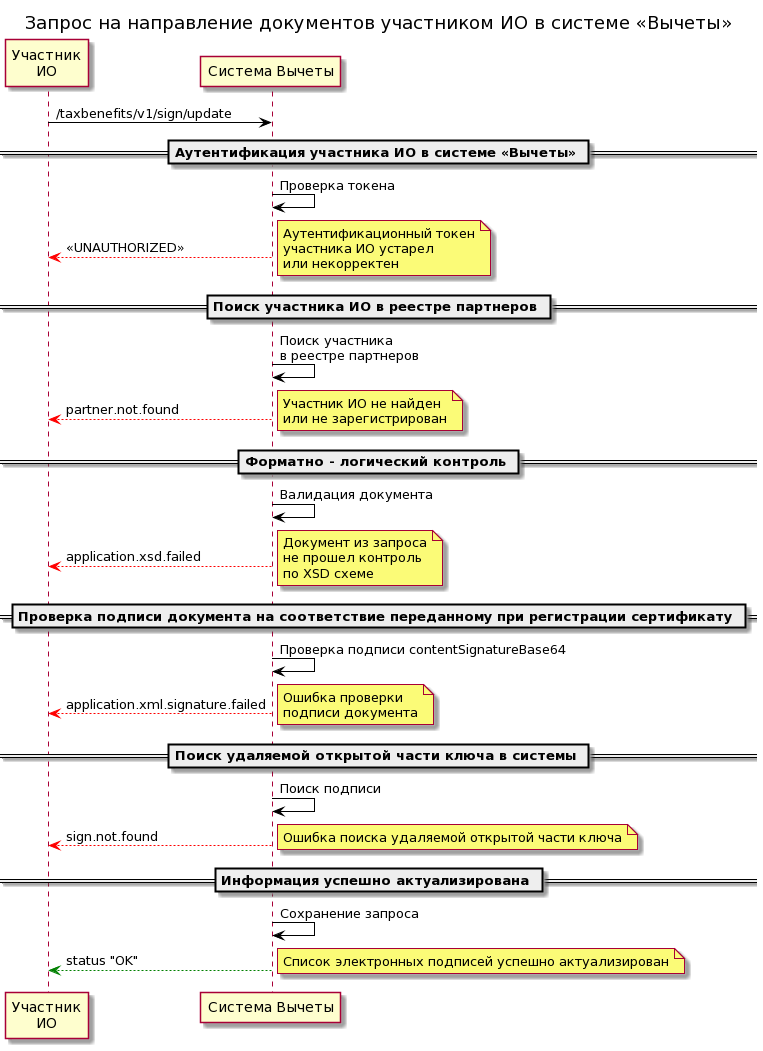 Запрос на направление документов участником ИО в системе «Вычеты»
Участник
ИО
Система Вычеты
/taxbenefits/v1/sign/update
Аутентификация участника ИО в системе «Вычеты»
Проверка токена
«UNAUTHORIZED»
Аутентификационный токен
участника ИО устарел
или некорректен
Поиск участника ИО в реестре партнеров
Поиск участника
в реестре партнеров
partner.not.found
Участник ИО не найден
или не зарегистрирован
Форматно - логический контроль
Валидация документа
application.xsd.failed
Документ из запроса
не прошел контроль
по XSD схеме
Проверка подписи документа на соответствие переданному при регистрации сертификату
Проверка подписи contentSignatureBase64
application.xml.signature.failed
Ошибка проверки
подписи документа
Поиск удаляемой открытой части ключа в системы
Поиск подписи
sign.not.found
Ошибка поиска удаляемой открытой части ключа
Информация успешно актуализирована
Сохранение запроса
status "OK"
Список электронных подписей успешно актуализирован
Участник
ИО
Система Вычеты